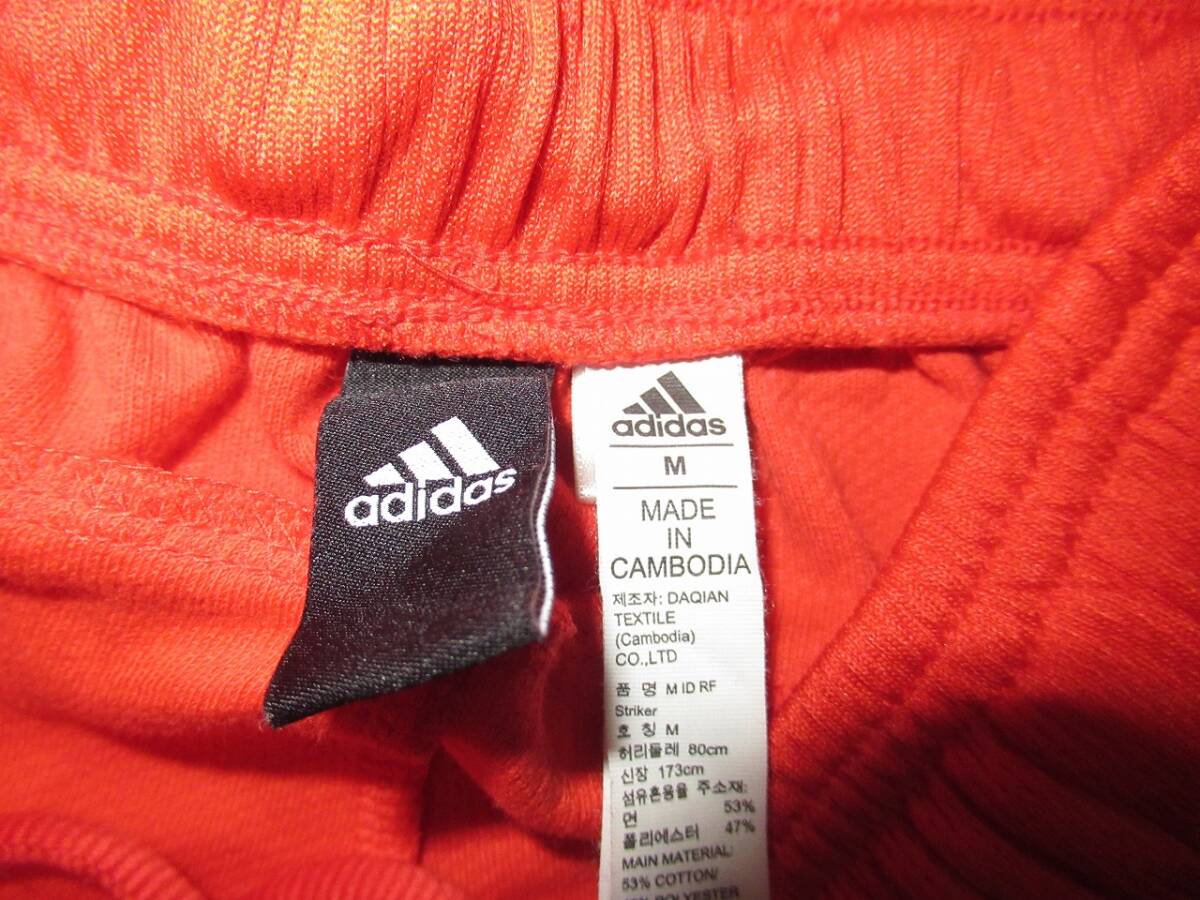 adidas
adidas
M
MADE
IN
CAMBODIA
제조자: DAQIAN
TEXTILE
(Cambodia)
CO.,LTD
품 명 M ID RF
Striker
호 칭 M
허리둘레 80cm
신장 173cm
섬유혼용율 주소재:
면 53%
폴리에스터 47%
MAIN MATERIAL:
53% COTTON/
POLYESTER